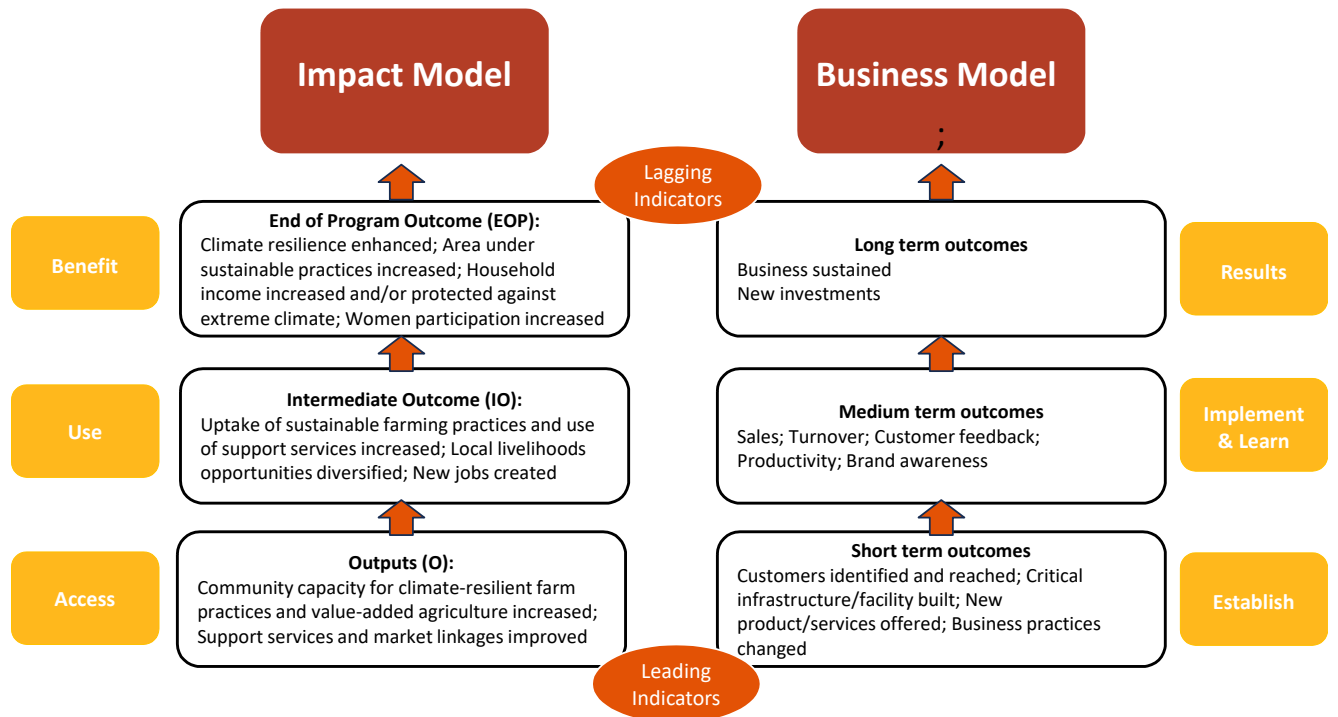 Impact Model
Business Model
;
Lagging
Indicators
Benefit
End of Program Outcome (EOP):
Climate resilience enhanced; Area under
sustainable practices increased; Household
income increased and/or protected against
extreme climate; Women participation increased
Long term outcomes
Business sustained
New investments
Results
Use
Intermediate Outcome (IO):
Uptake of sustainable farming practices and use
of support services increased; Local livelihoods
opportunities diversified; New jobs created
Medium term outcomes
Sales; Turnover; Customer feedback;
Productivity; Brand awareness
Implement
& Learn
Access
Outputs (O):
Community capacity for climate-resilient farm
practices and value-added agriculture increased;
Support services and market linkages improved
Short term outcomes
Customers identified and reached; Critical
infrastructure/facility built; New
product/services offered; Business practices
changed
Establish
Leading
Indicators